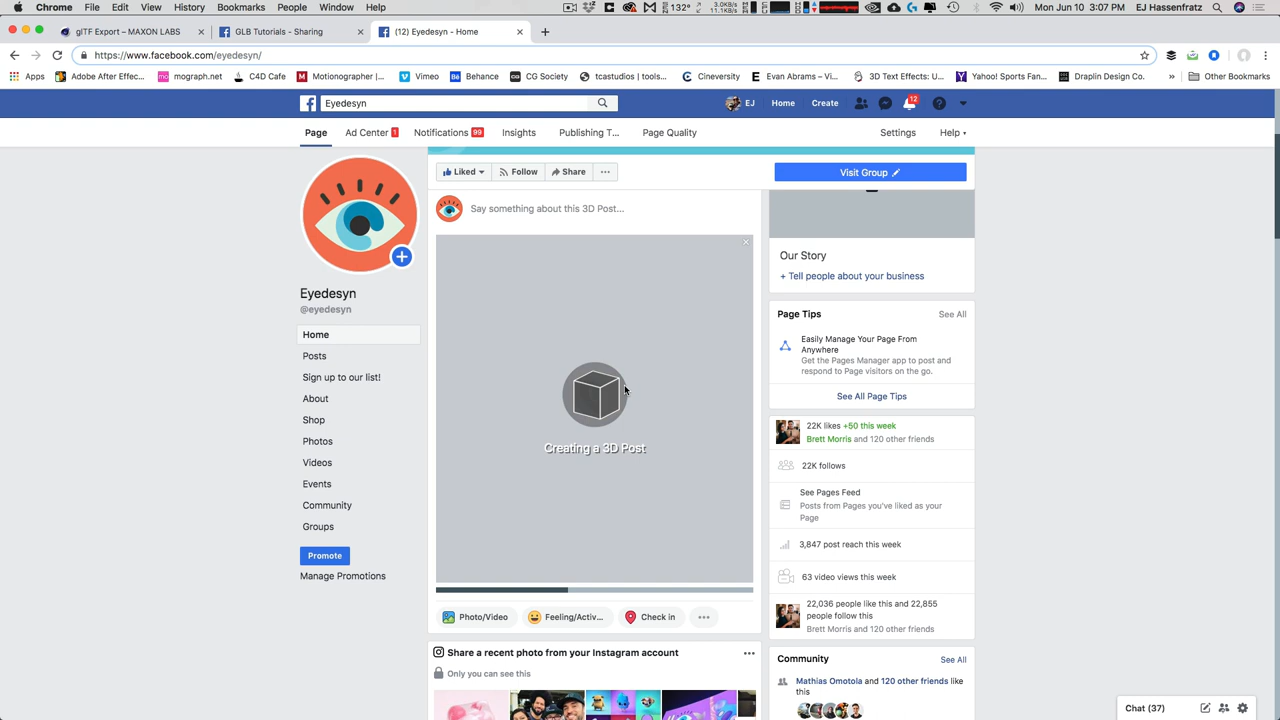 Chrome File Edit View History Bookmarks People Window Help
132° Mon Jun 10 3:07 PM EJ Hassenfratz
glTF Export – MAXON LABS GLB Tutorials - Sharing (12) Eyedesyn - Home
https://www.facebook.com/eyedesyn/
Apps Adobe After Effec... mograph.net C4D Cafe Motionographer |... Vimeo Behance CG Society tcastudios | tools... Cineversity Evan Abrams – Vi... 3D Text Effects: U... Yahoo! Sports Fan... Draplin Design Co. » Other Bookmarks
Eyedesyn EJ Home Create 12
Page Ad Center 1 Notifications 99 Insights Publishing T... Page Quality Settings Help
Liked Follow Share ... Visit Group
Say something about this 3D Post...
Creating a 3D Post
Photo/Video Feeling/Activ... Check in ...
Share a recent photo from your Instagram account
Only you can see this
Eyedesyn
@eyedesyn
Home
Posts
Sign up to our list!
About
Shop
Photos
Videos
Events
Community
Groups
Promote
Manage Promotions
Our Story
+ Tell people about your business
Page Tips See All
Easily Manage Your Page From
Anywhere
Get the Pages Manager app to post and
respond to Page visitors on the go.
See All Page Tips
22K likes +50 this week
Brett Morris and 120 other friends
22K follows
See Pages Feed
Posts from Pages you've liked as your
Page
3,847 post reach this week
63 video views this week
22,036 people like this and 22,855
people follow this
Brett Morris and 120 other friends
Community See All
Mathias Omotola and 120 other friends like
this
Chat (37)